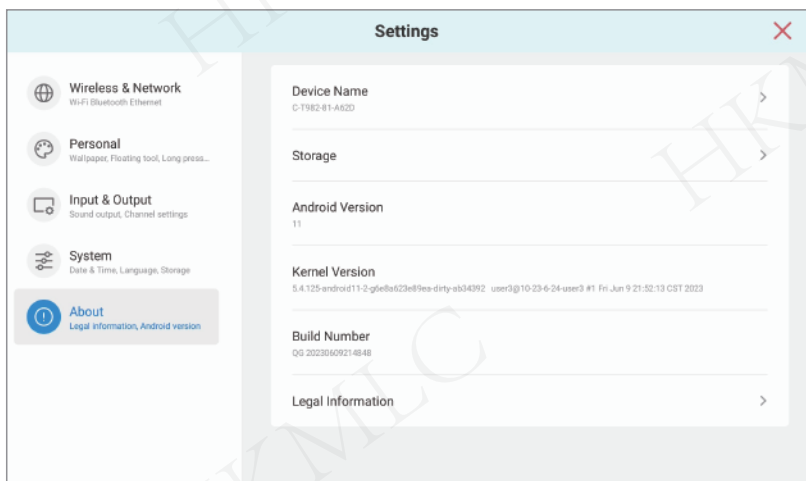 Settings
Wireless & Network
Wi-Fi Bluetooth Ethernet
Personal
Wallpaper, Floating tool, Long press...
Input & Output
Sound output, Channel settings
System
Date & Time, Language, Storage
About
Legal information, Android version
Device Name
C-T982-81-A62D
Storage
Android Version
11
Kernel Version
5.4.125-android11-2-g6e8a623e89ea-dirty-ab34392 user3@10-23-6-24-user3 #1 Fri Jun 9 21:52:13 CST 2023
Build Number
QG 20230609214848
Legal Information
HKMLC